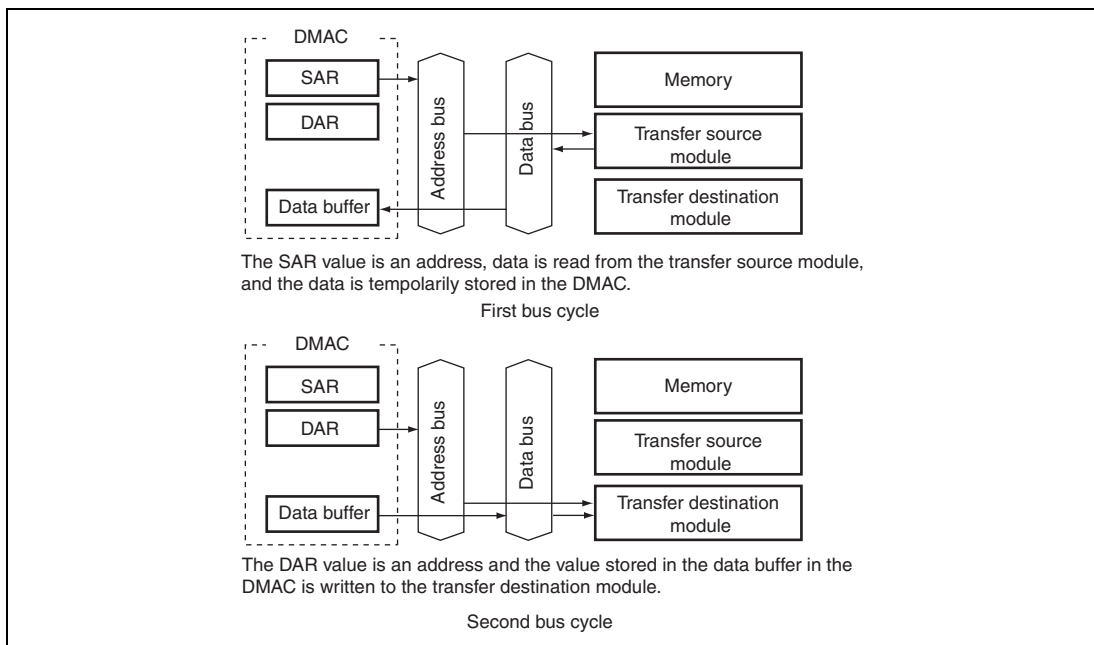 DMAC
SAR
DAR
Data buffer
Address bus
Data bus
Memory
Transfer source
module
Transfer destination
module
The SAR value is an address, data is read from the transfer source module,
and the data is tempolarily stored in the DMAC.
First bus cycle
DMAC
SAR
DAR
Data buffer
Address bus
Data bus
Memory
Transfer source
module
Transfer destination
module
The DAR value is an address and the value stored in the data buffer in the
DMAC is written to the transfer destination module.
Second bus cycle